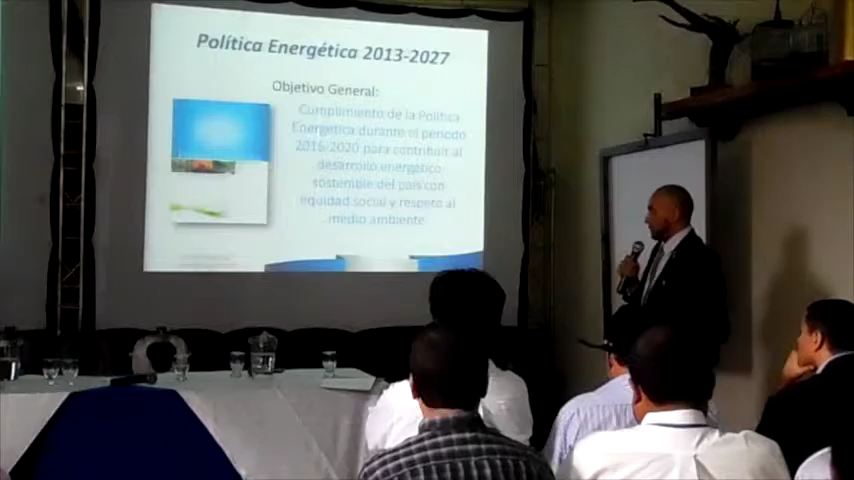 Política Energética 2013-2027
Objetivo General:
Cumplimiento de la Política
Energética durante el periodo
2016-2020 para contribuir al
desarrollo energético
sostenible del país con
equidad social y respeto al
medio ambiente